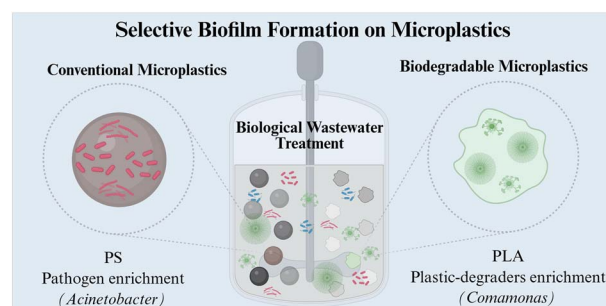 Selective Biofilm Formation on Microplastics
Conventional Microplastics
Biodegradable Microplastics
Biological Wastewater
Treatment
PS
Pathogen enrichment
(Acinetobacter)
PLA
Plastic-degraders enrichment
(Comamonas)